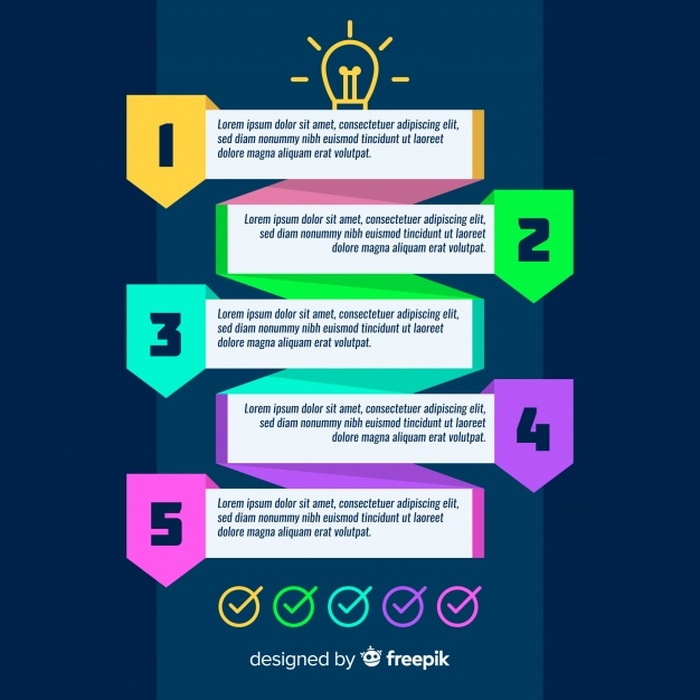 1
Lorem ipsum dolor sit amet, consectetuer adipiscing elit,
sed diam nonummy nibh euismod tincidunt ut laoreet
dolore magna aliquam erat volutpat.
Lorem ipsum dolor sit amet, consectetuer adipiscing elit,
sed diam nonummy nibh euismod tincidunt ut laoreet
dolore magna aliquam erat volutpat.
2
3
Lorem ipsum dolor sit amet, consectetuer adipiscing elit,
sed diam nonummy nibh euismod tincidunt ut laoreet
dolore magna aliquam erat volutpat.
Lorem ipsum dolor sit amet, consectetuer adipiscing elit,
sed diam nonummy nibh euismod tincidunt ut laoreet
dolore magna aliquam erat volutpat.
4
5
Lorem ipsum dolor sit amet, consectetuer adipiscing elit,
sed diam nonummy nibh euismod tincidunt ut laoreet
dolore magna aliquam erat volutpat.
designed by freepik